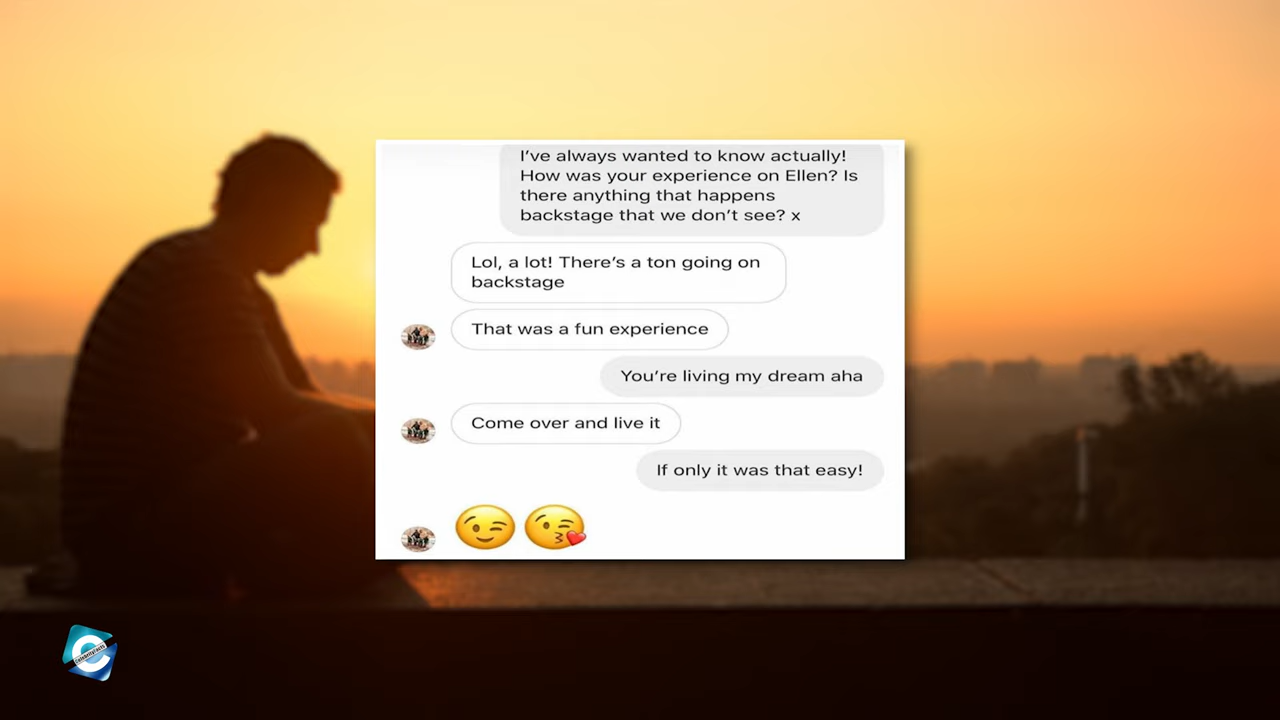 I've always wanted to know actually!
How was your experience on Ellen? Is
there anything that happens
backstage that we don't see? x
Lol, a lot! There's a ton going on
backstage
That was a fun experience
You're living my dream aha
Come over and live it
If only it was that easy!
😉 😘
CelebrityFacts